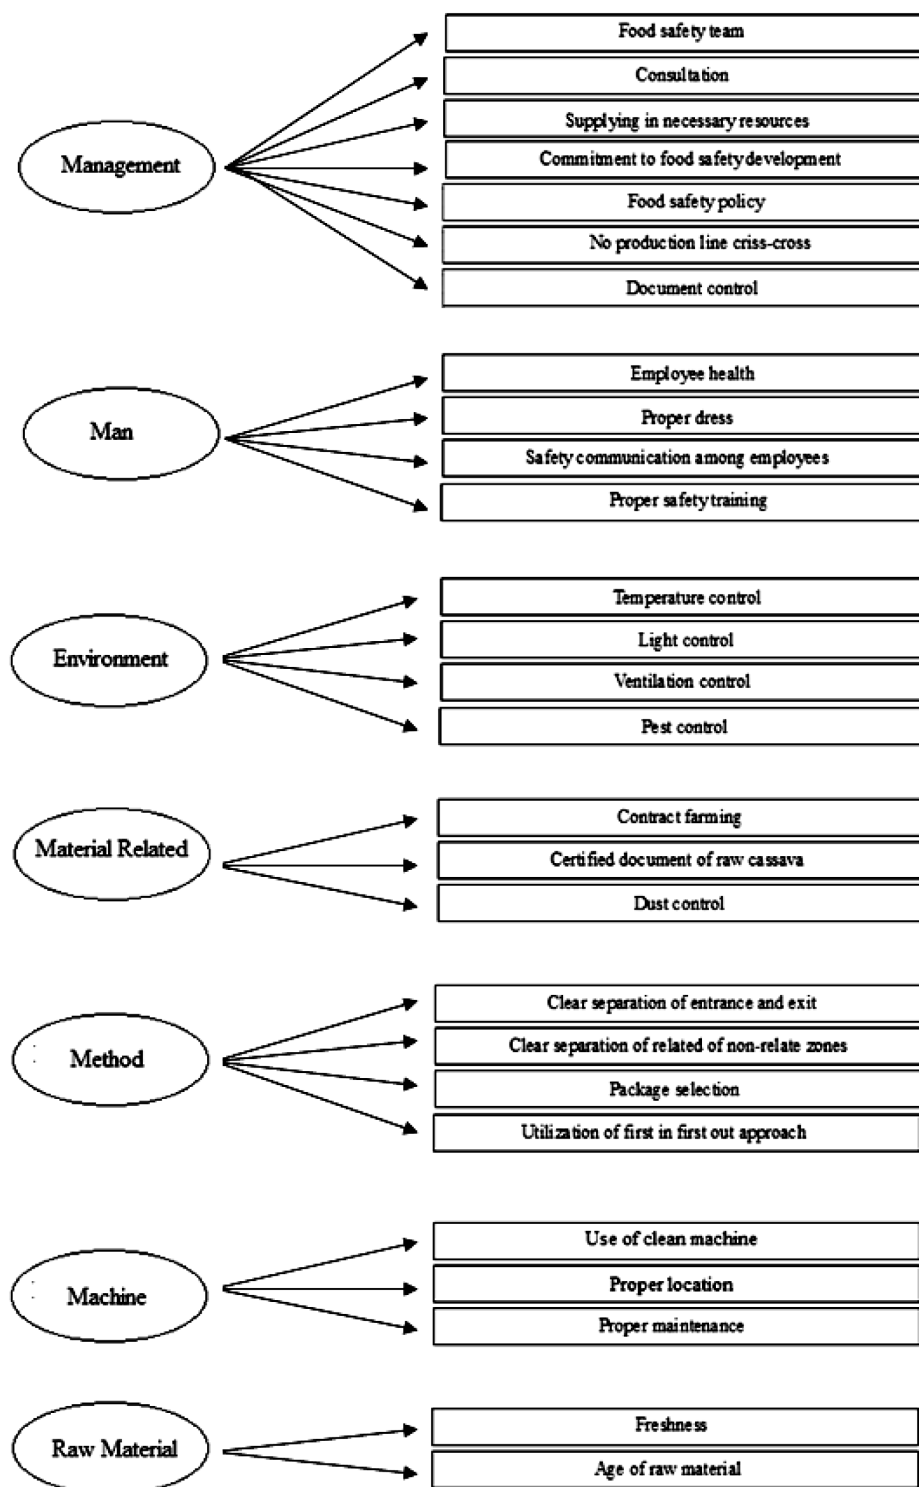 Management
Food safety team
Consultation
Supplying in necessary resources
Commitment to food safety development
Food safety policy
No production line criss-cross
Document control
Man
Employee health
Proper dress
Safety communication among employees
Proper safety training
Environment
Temperature control
Light control
Ventilation control
Pest control
Material Related
Contract farming
Certified document of raw cassava
Dust control
Method
Clear separation of entrance and exit
Clear separation of related of non-relate zones
Package selection
Utilization of first in first out approach
Machine
Use of clean machine
Proper location
Proper maintenance
Raw Material
Freshness
Age of raw material